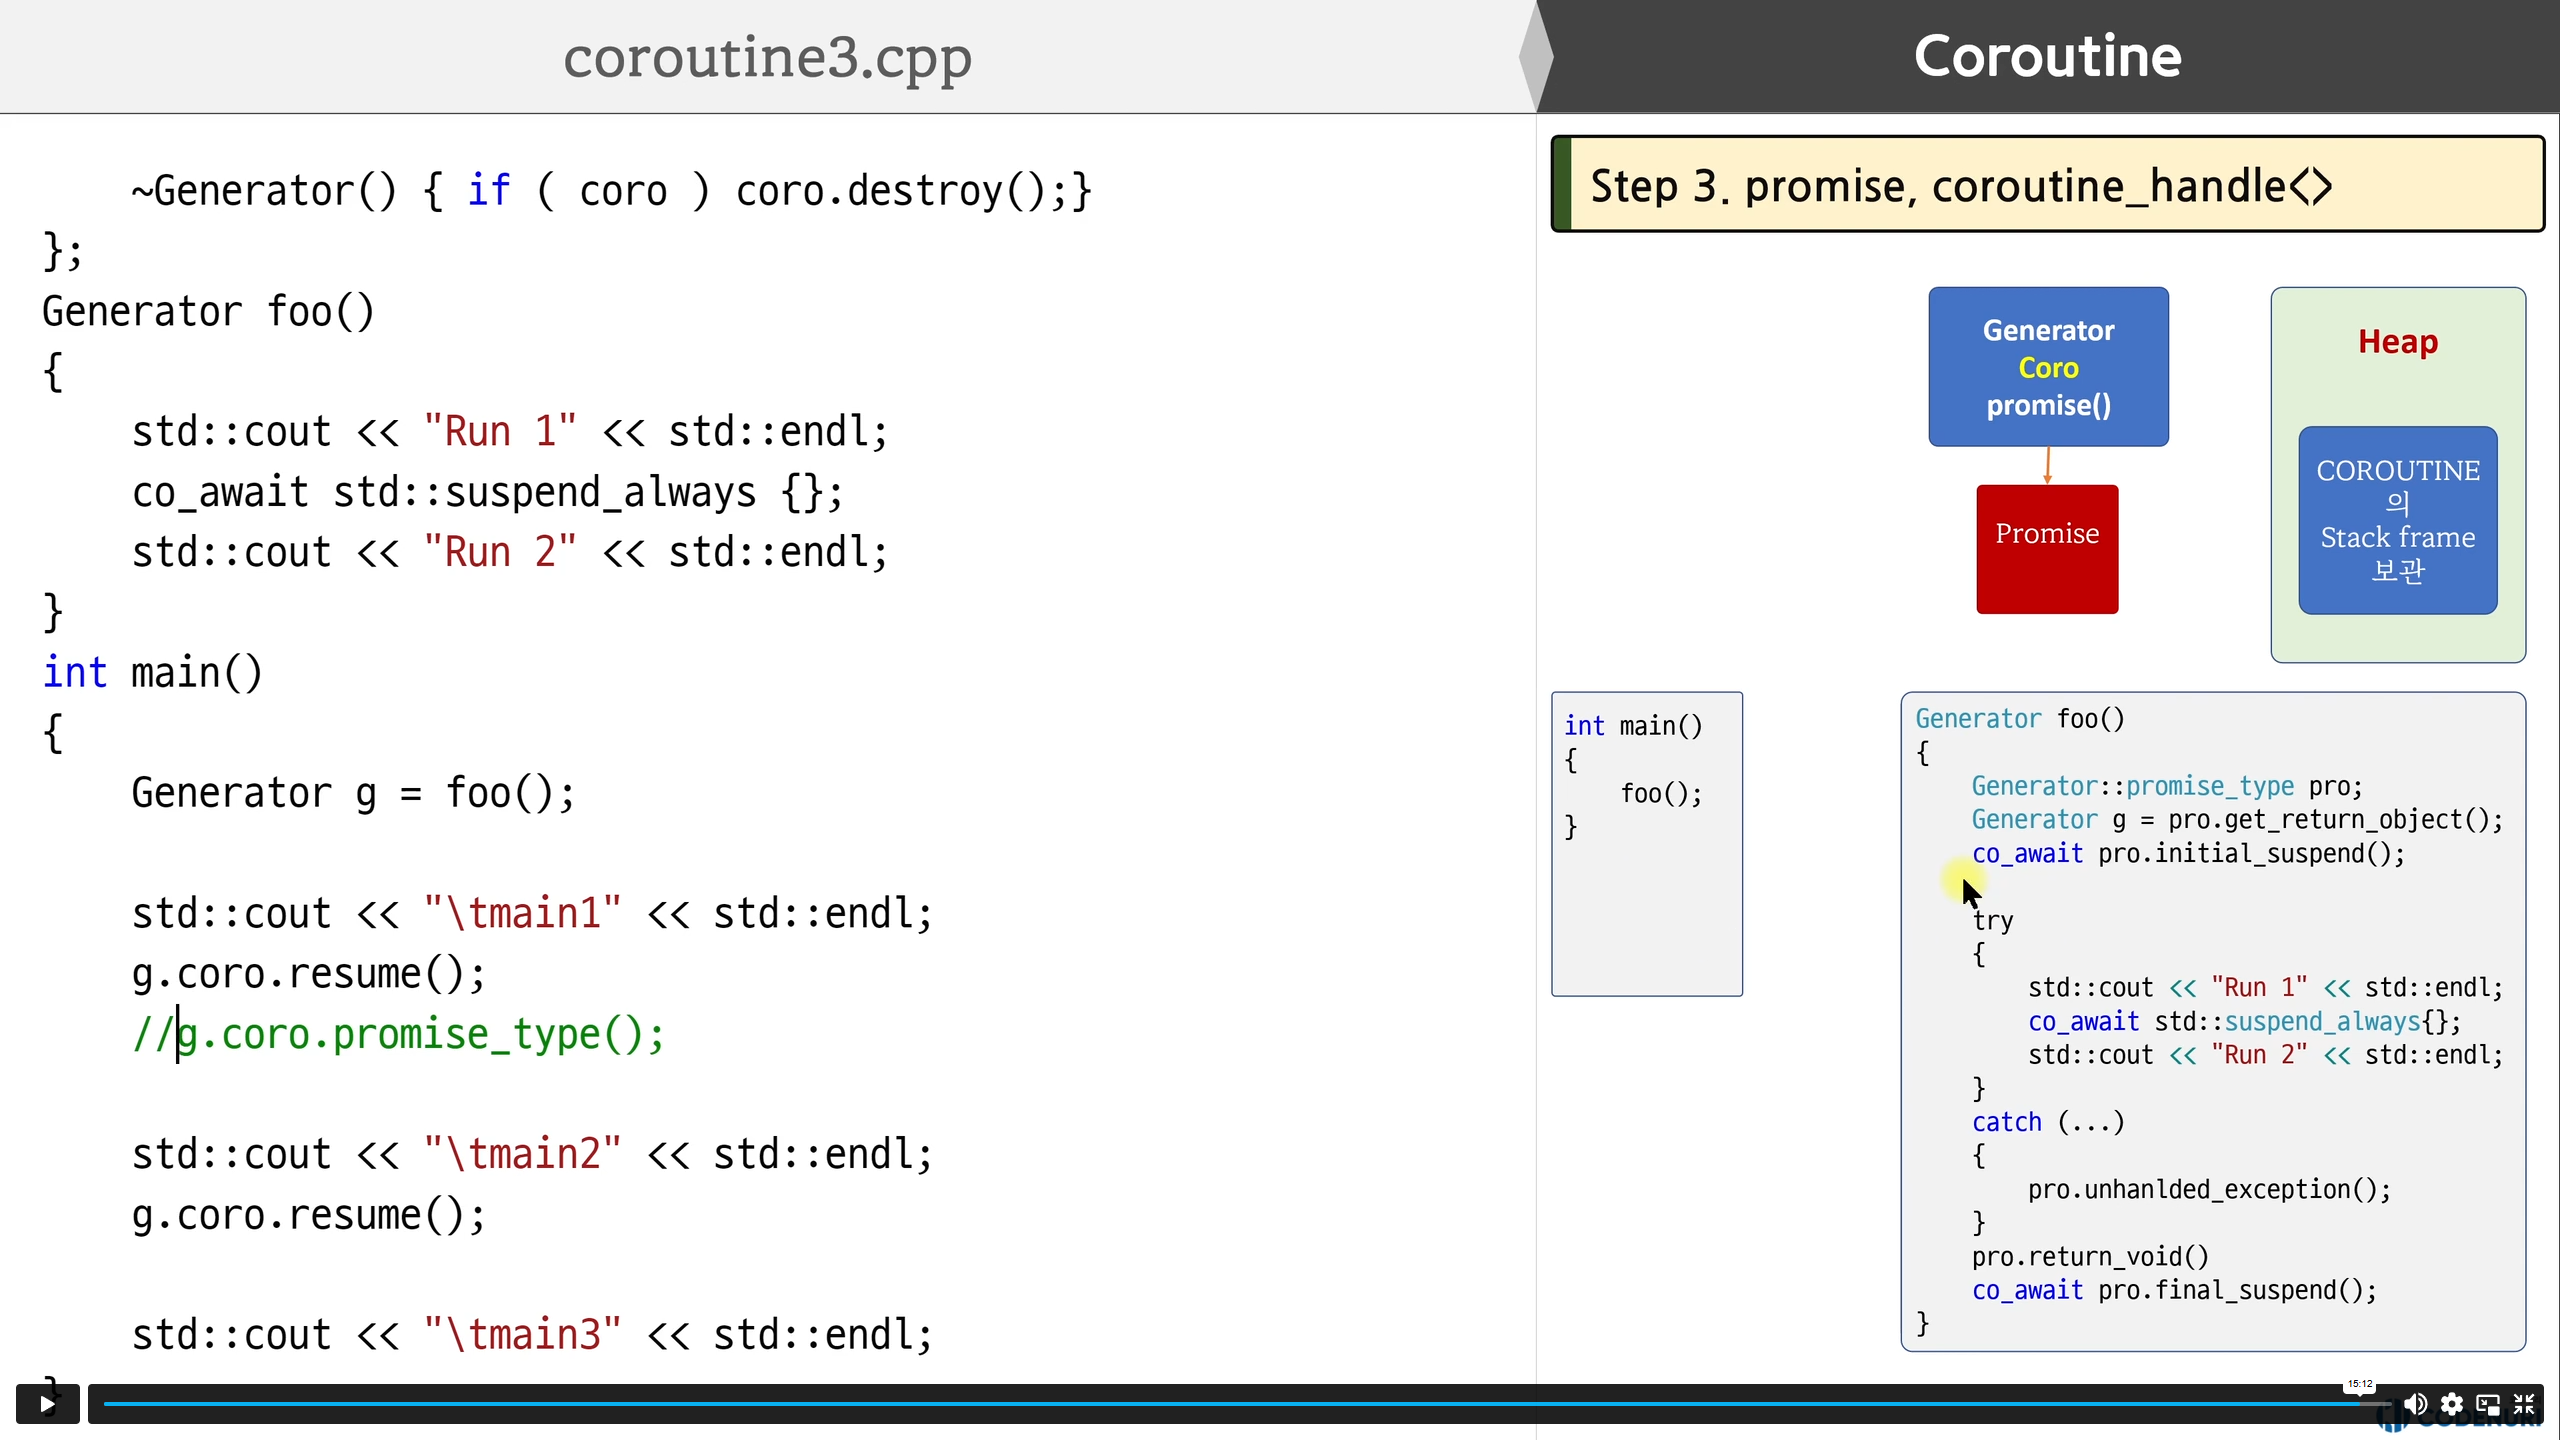 coroutine3.cpp
Coroutine
~Generator() { if ( coro ) coro.destroy();}
};
Generator foo()
{
std::cout << "Run 1" << std::endl;
co_await std::suspend_always {};
std::cout << "Run 2" << std::endl;
}
int main()
{
Generator g = foo();
std::cout << "\tmain1" << std::endl;
g.coro.resume();
//g.coro.promise_type();
std::cout << "\tmain2" << std::endl;
g.coro.resume();
std::cout << "\tmain3" << std::endl;
}
Step 3. promise, coroutine_handle<>
Generator
Coro
promise()
Promise
Heap
COROUTINE
의
Stack frame
보관
int main()
{
foo();
}
Generator foo()
{
Generator::promise_type pro;
Generator g = pro.get_return_object();
co_await pro.initial_suspend();
try
{
std::cout << "Run 1" << std::endl;
co_await std::suspend_always{};
std::cout << "Run 2" << std::endl;
}
catch (...)
{
pro.unhanlded_exception();
}
pro.return_void()
co_await pro.final_suspend();
}
15:12
CODENURI